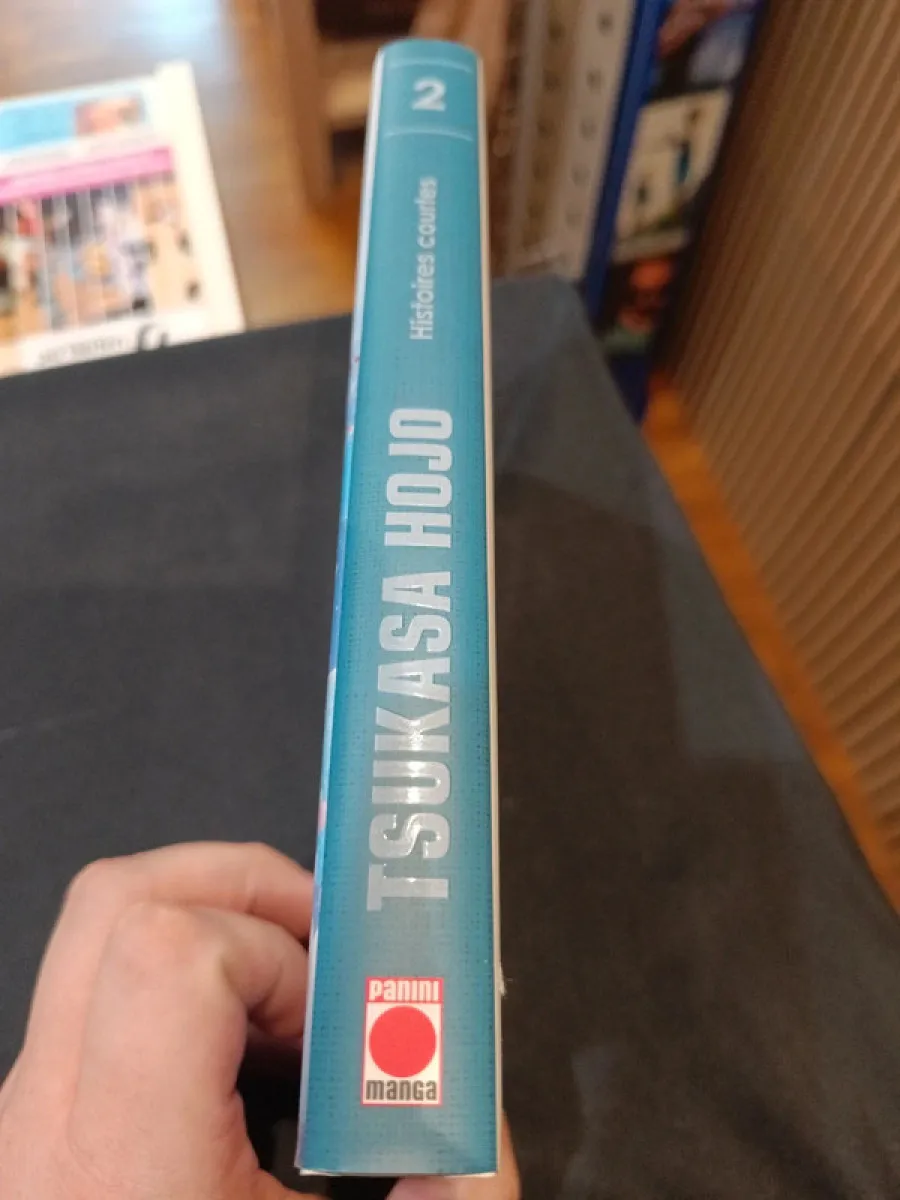 2
Histoires courtes
TSUKASA HOJO
PANINI
manga